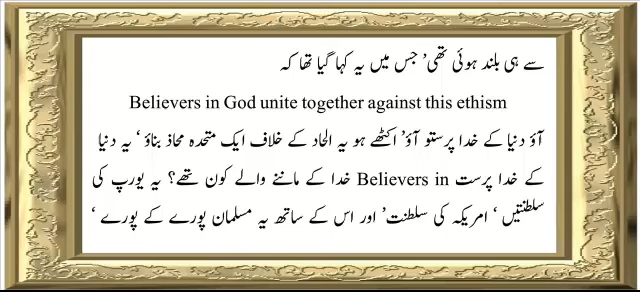 سے ہی بلند ہوئی تھی’ جس میں یہ کہا گیا تھا کہ
Believers in God unite together against this ethism
آؤ دنیا کے خدا پرستو آؤ’ اکٹھے ہو یہ الحاد کے خلاف ایک متحدہ محاذ بناؤ ‘ یہ دنیا
کے خدا پرست Believers in خدا کے ماننے والے کون تھے؟ یہ یورپ کی
سلطنتیں ‘ امریکہ کی سلطنت’ اور اس کے ساتھ یہ مسلمان پورے کے پورے ‘